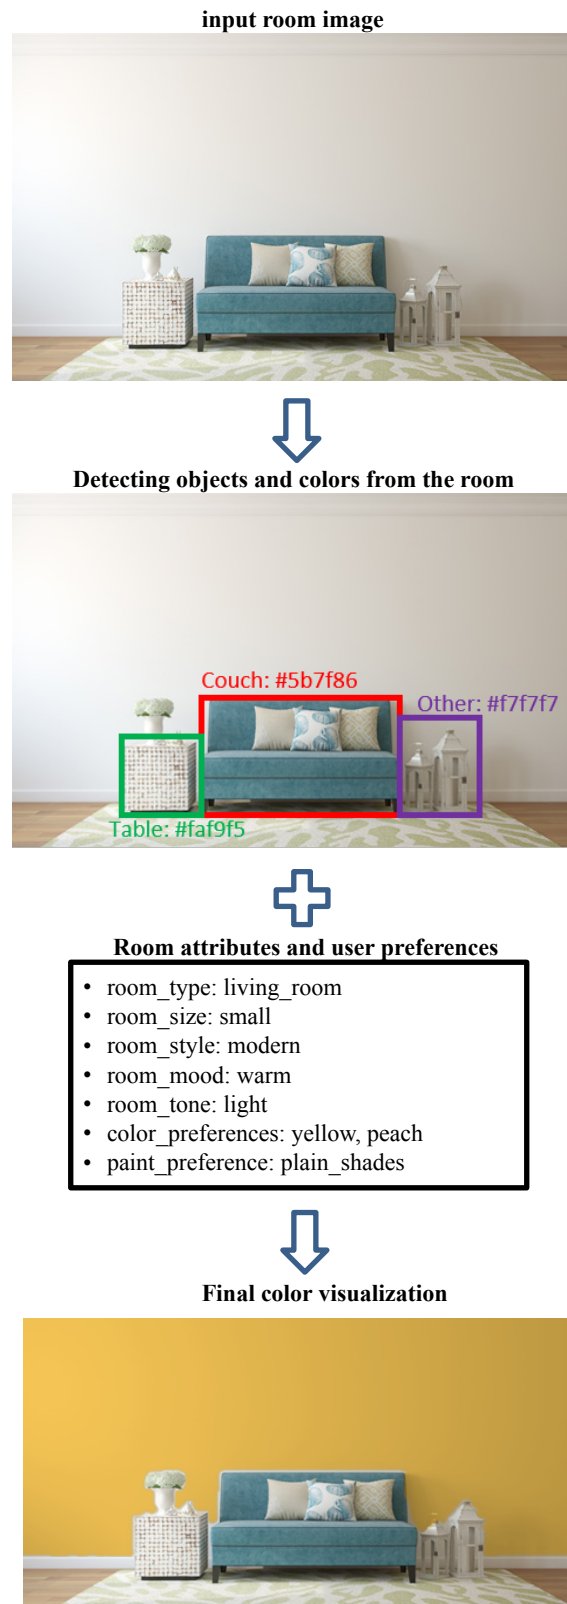 input room image
Detecting objects and colors from the room
Couch: #5b7f86
Other: #f7f7f7
Table: #faf9f5
Room attributes and user preferences
• room_type: living_room
• room_size: small
• room_style: modern
• room_mood: warm
• room_tone: light
• color_preferences: yellow, peach
• paint_preference: plain_shades
Final color visualization